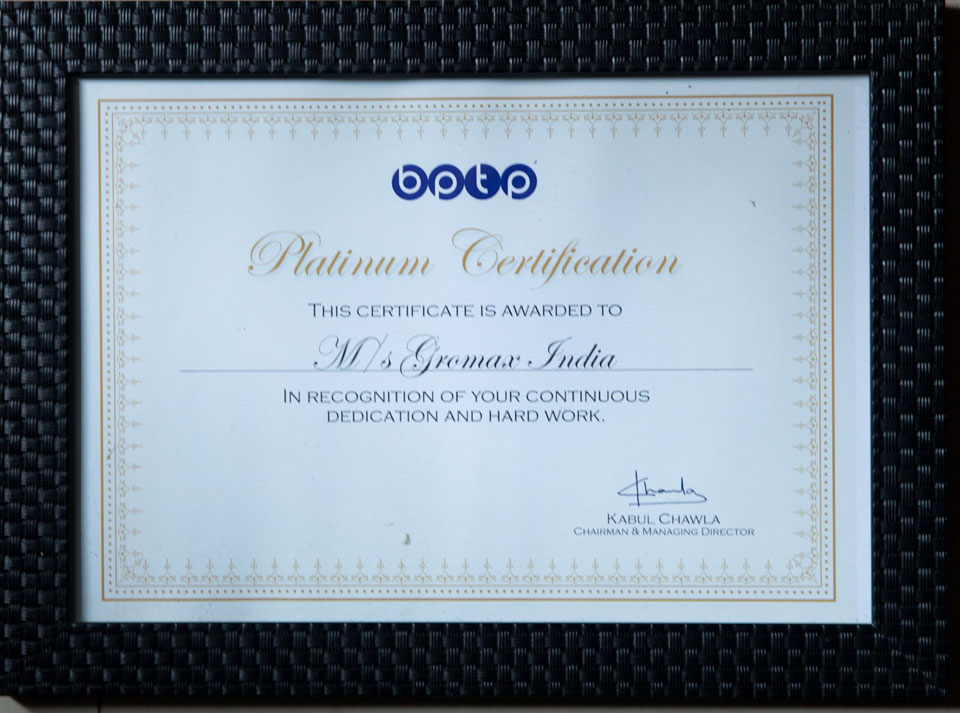 bptp
Platinum Certification
THIS CERTIFICATE IS AWARDED TO
M/s Gromax India
IN RECOGNITION OF YOUR CONTINUOUS
DEDICATION AND HARD WORK.
Chawla
KABUL CHAWLA
CHAIRMAN & MANAGING DIRECTOR